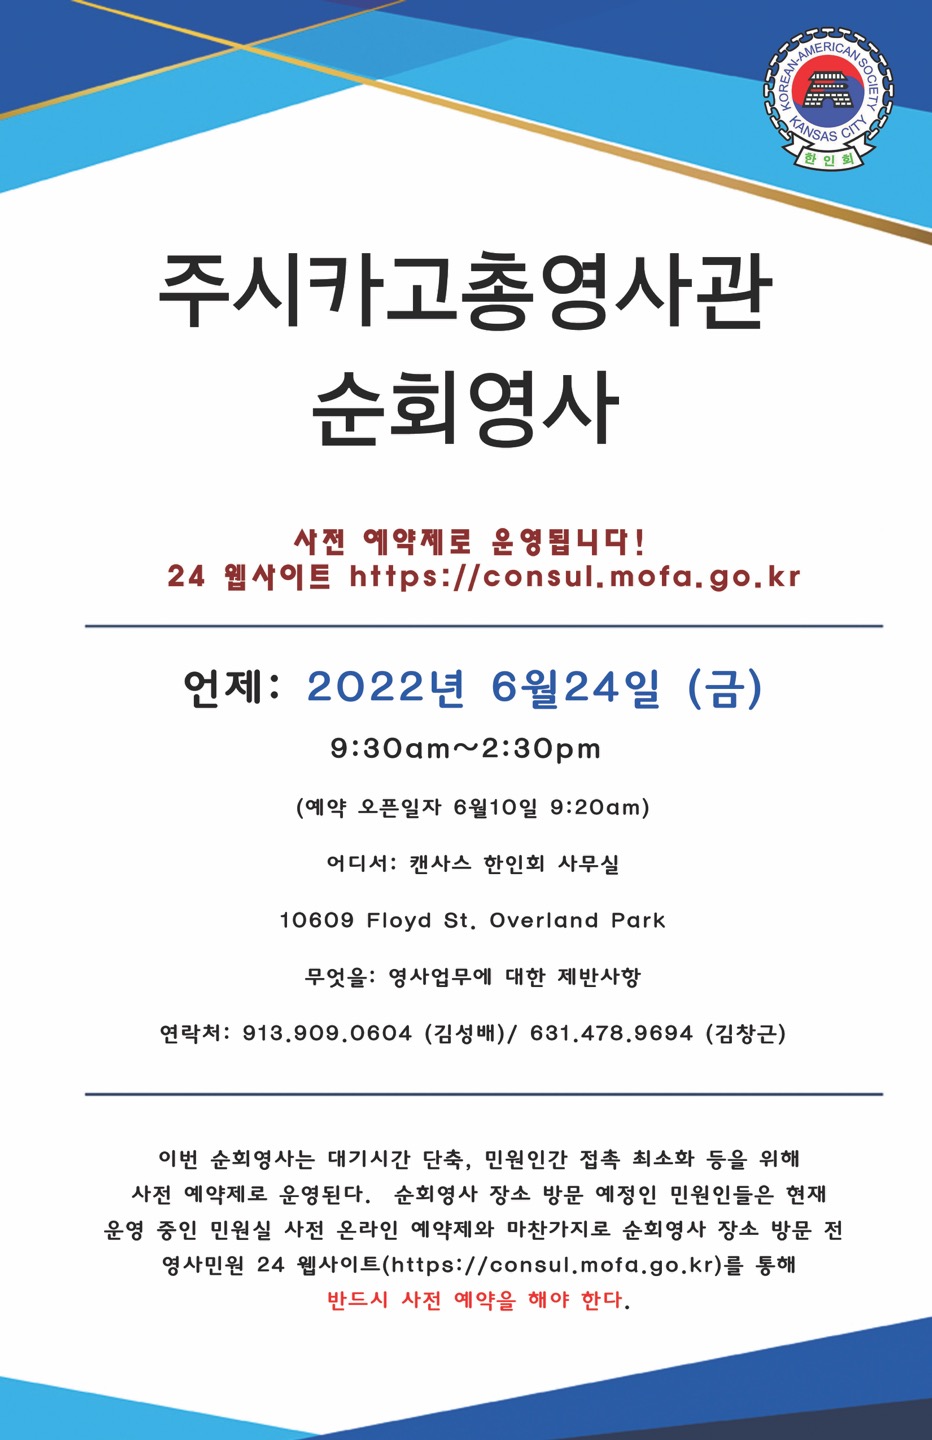 KOREAN-AMERICAN SOCIETY
KANSAS CITY
한인회
주시카고총영사관
순회영사
사전 예약제로 운영됩니다!
24 웹사이트 https://consul.mofa.go.kr
언제: 2022년 6월24일 (금)
9:30am~2:30pm
(예약 오픈일자 6월10일 9:20am)
어디서: 캔사스 한인회 사무실
10609 Floyd St. Overland Park
무엇을: 영사업무에 대한 제반사항
연락처: 913.909.0604 (김성배)/ 631.478.9694 (김창근)
이번 순회영사는 대기시간 단축, 민원인간 접촉 최소화 등을 위해
사전 예약제로 운영된다. 순회영사 장소 방문 예정인 민원인들은 현재
운영 중인 민원실 사전 온라인 예약제와 마찬가지로 순회영사 장소 방문 전
영사민원 24 웹사이트(https://consul.mofa.go.kr)를 통해
반드시 사전 예약을 해야 한다.